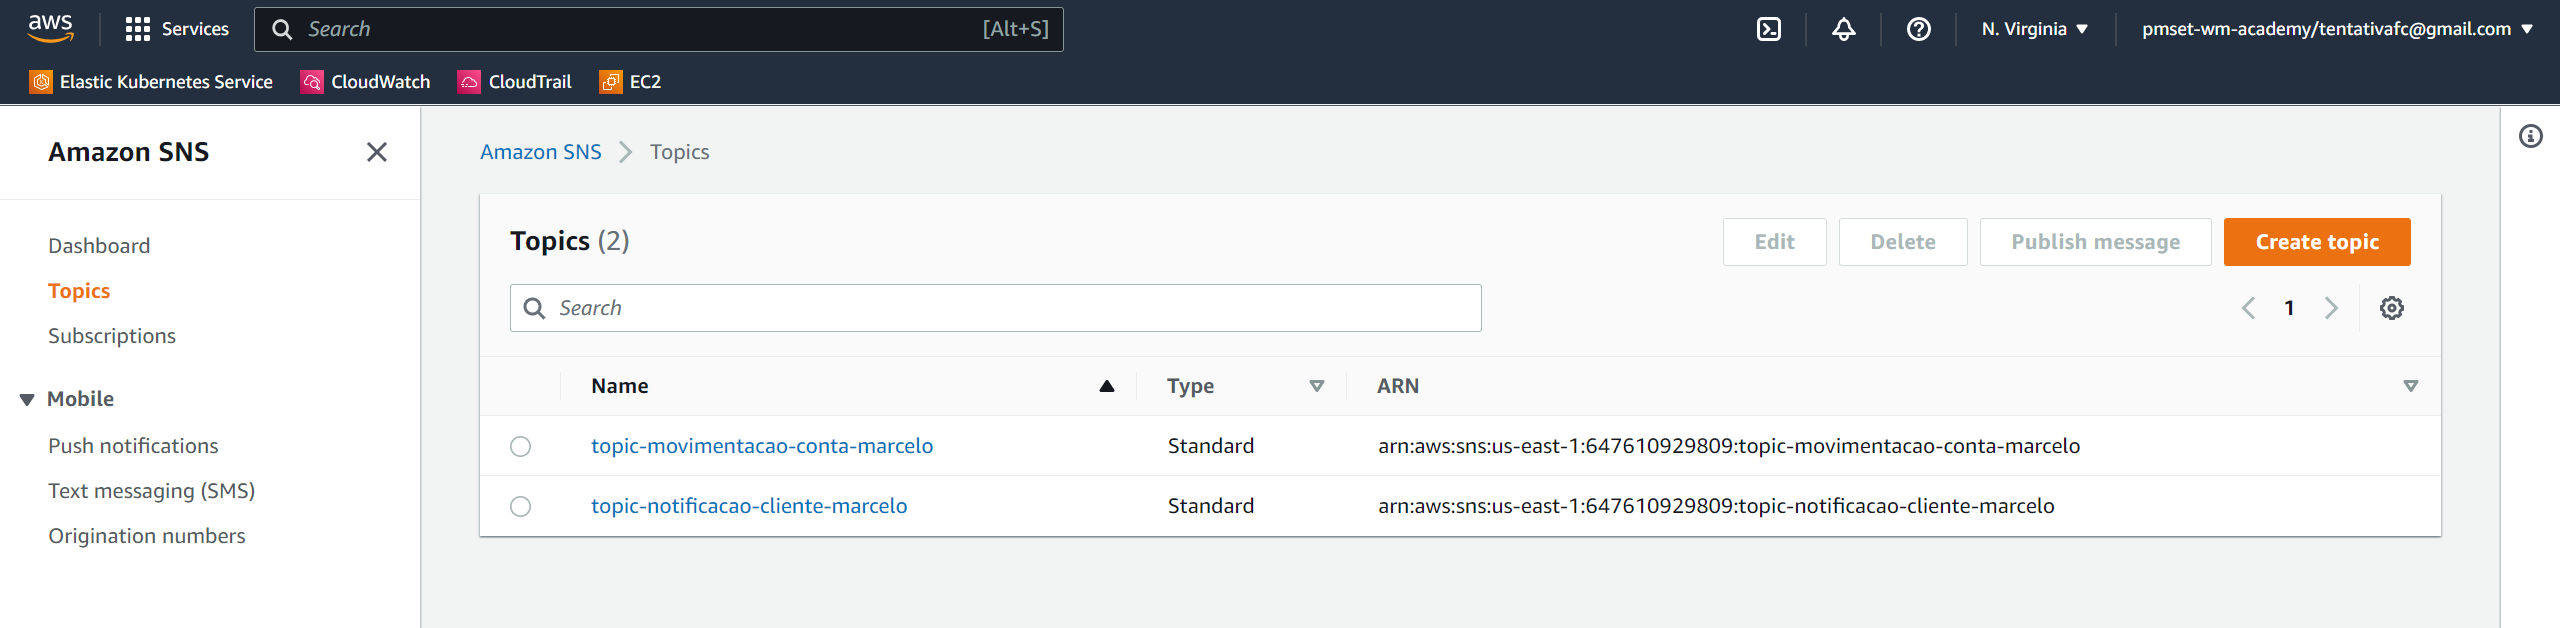 aws Services Search [Alt+S] N. Virginia pmset-wm-academy/tentativafc@gmail.com
Elastic Kubernetes Service CloudWatch CloudTrail EC2
Amazon SNS
Dashboard
Topics
Subscriptions
Mobile
Push notifications
Text messaging (SMS)
Origination numbers
Amazon SNS Topics
Topics (2) Edit Delete Publish message Create topic
Search 1
Name Type ARN
topic-movimentacao-conta-marcelo Standard arn:aws:sns:us-east-1:647610929809:topic-movimentacao-conta-marcelo
topic-notificacao-cliente-marcelo Standard arn:aws:sns:us-east-1:647610929809:topic-notificacao-cliente-marcelo